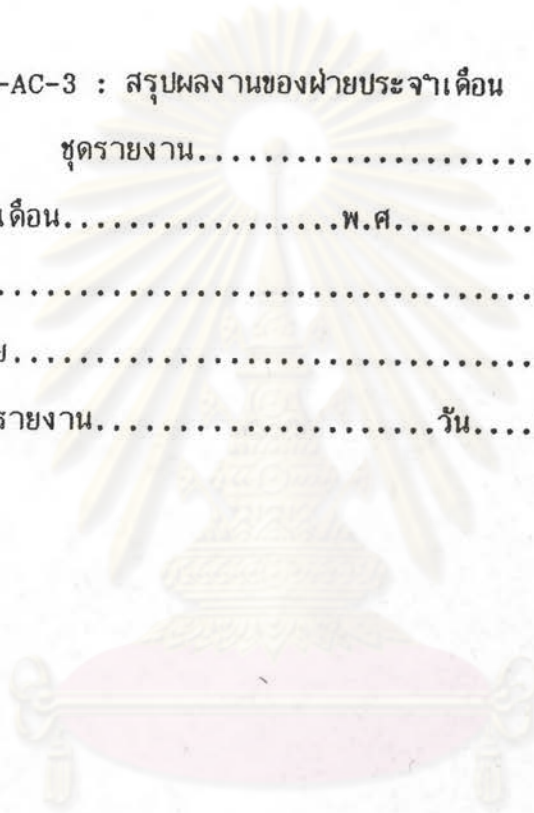 -AC-3 : สรุปผลงานของฝ่ายประจำเดือน
ชุดรายงาน......................
เดือน.................พ.ศ.........
..................................
.................................
รายงาน.....................วัน....